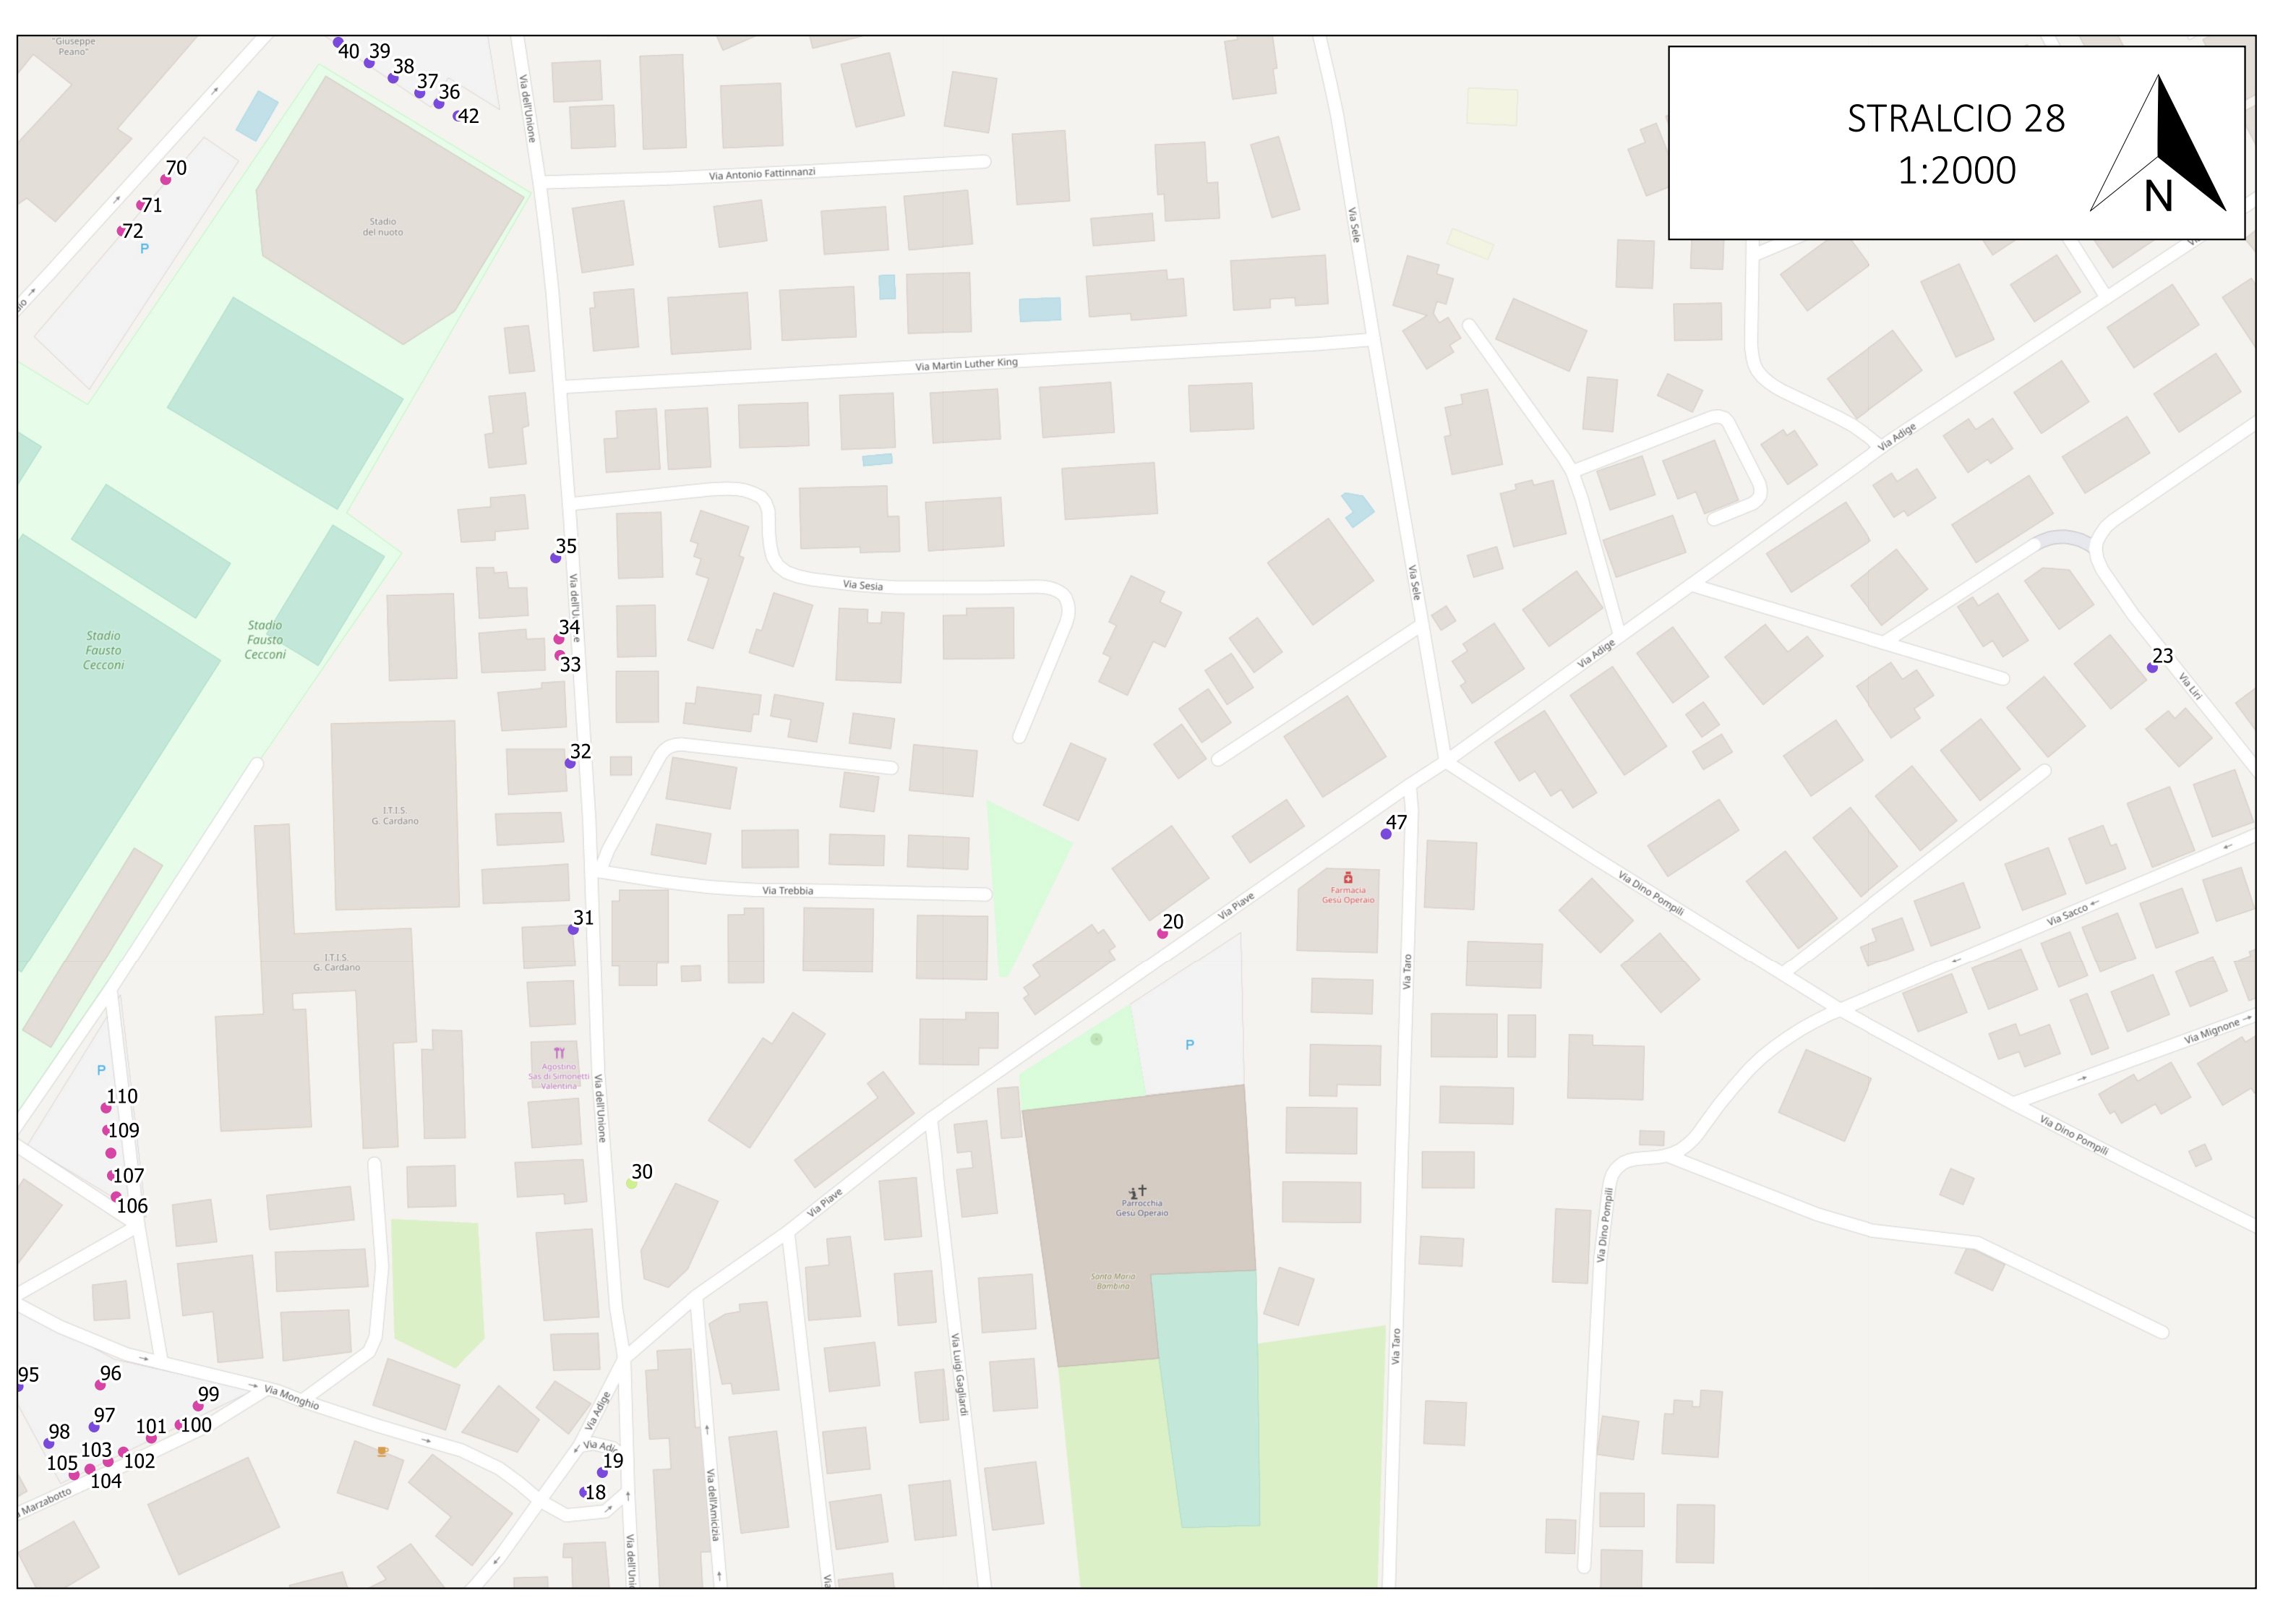 "Giuseppe
Peano"
40
39
38
37
36
42
STRALCIO 28
1:2000
N
70
71
72
P
Stadio
del nuoto
Via dell'Unione
Via Antonio Fattinnanzi
Via Sele
Via Martin Luther King
Via Adige
35
Via Sesia
Via Sele
34
33
Stadio
Fausto
Cecconi
Stadio
Fausto
Cecconi
Via Adige
23
Via Liri
32
I.T.I.S.
G. Cardano
47
Via Trebbia
Farmacia
Gesù Operaio
Via Dino Pompili
Via Piave
20
31
Via Sacco
I.T.I.S.
G. Cardano
Via Taro
Via Mignone
P
P
Agostino
Sas di Simonetti
Valentina
Via dell'Unione
110
109
107
106
Via Dino Pompili
30
Via Piave
Parrocchia
Gesù Operaio
Via Dino Pompili
Santa Maria
Bambina
Via Luigi Gagliardi
Via Taro
95
96
99
Via Monghio
97
100
98
101
103
102
105
104
Via Adige
19
18
Marzabotto
Via dell'Amicizia